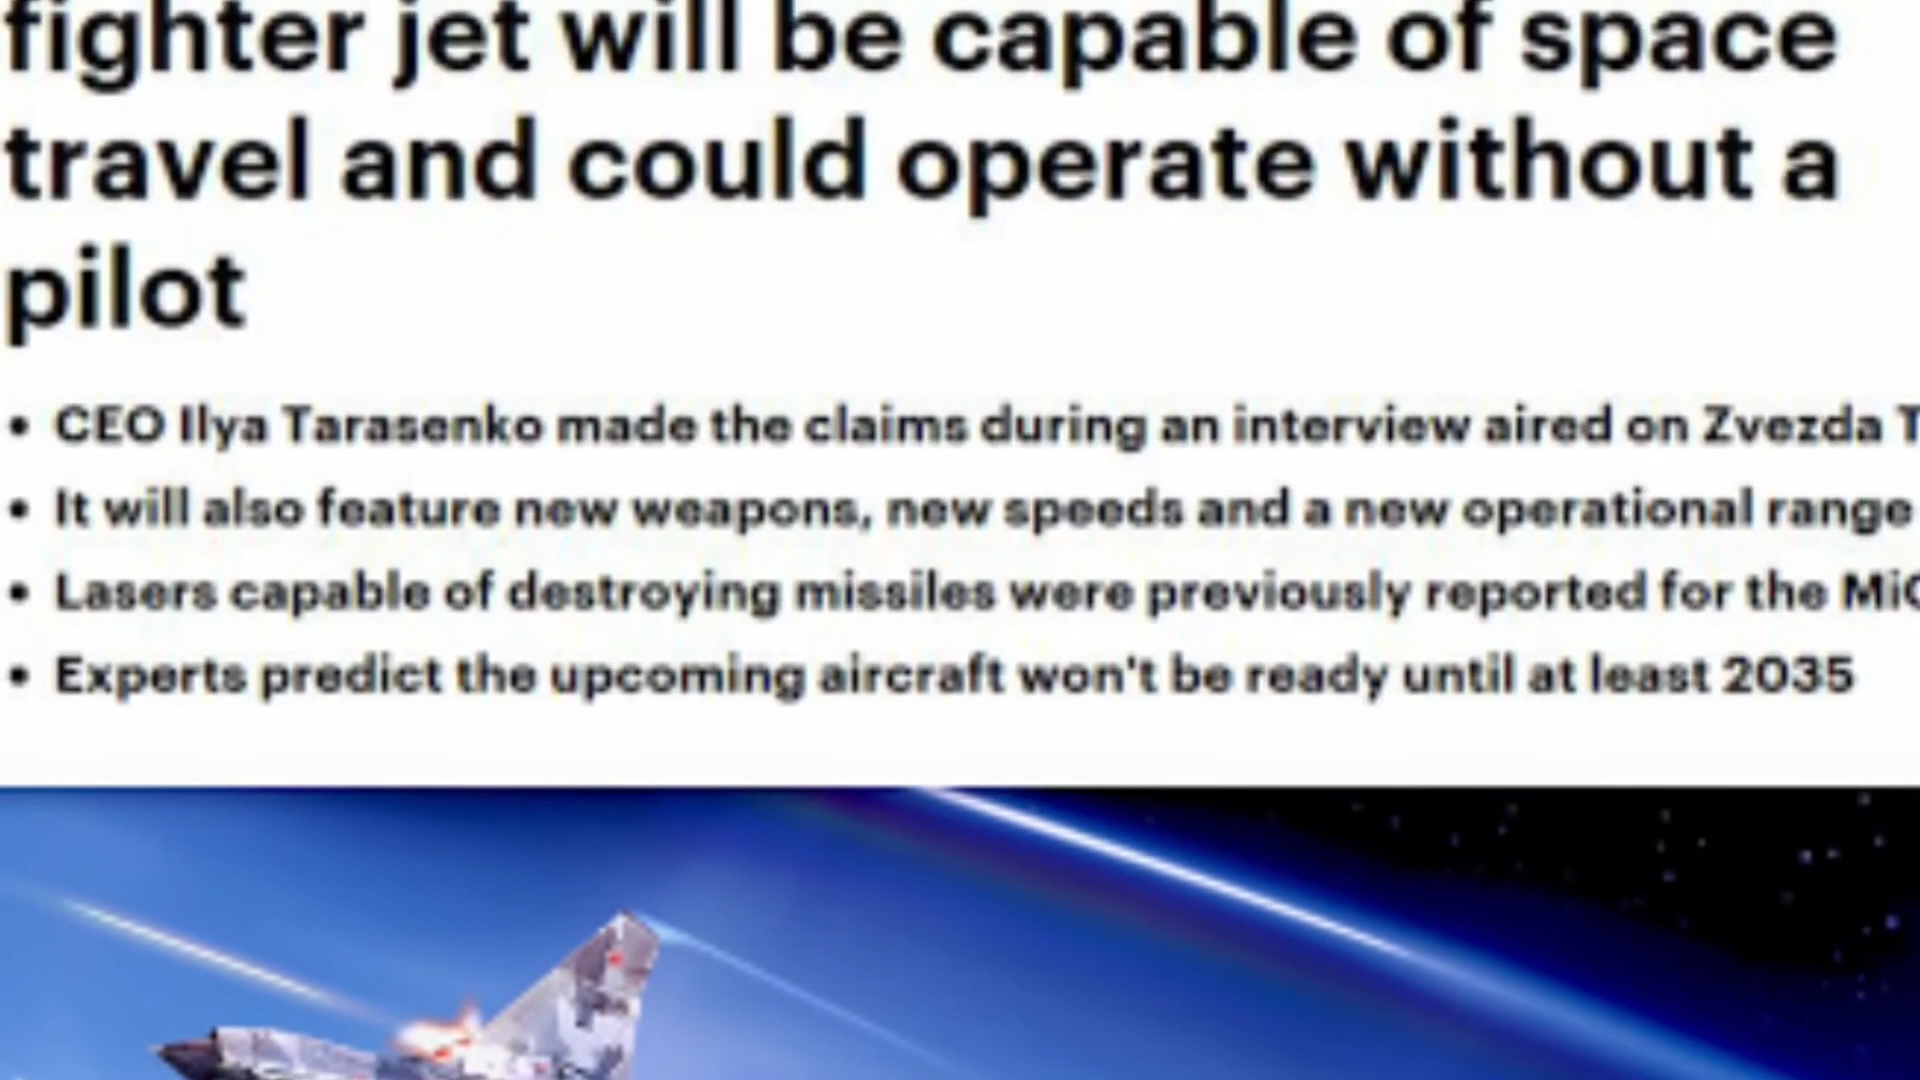 fighter jet will be capable of space
travel and could operate without a
pilot
• CEO Ilya Tarasenko made the claims during an interview aired on Zvezda T
• It will also feature new weapons, new speeds and a new operational range
• Lasers capable of destroying missiles were previously reported for the Mi
• Experts predict the upcoming aircraft won't be ready until at least 2035